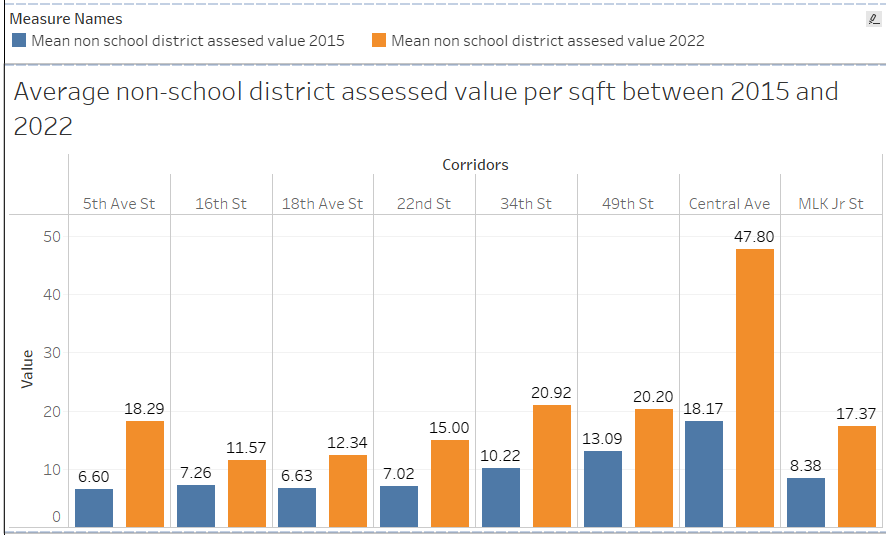 Measure Names
Mean non school district assesed value 2015 Mean non school district assesed value 2022
Average non-school district assessed value per sqft between 2015 and
2022
Corridors
5th Ave St 16th St 18th Ave St 22nd St 34th St 49th St Central Ave MLK Jr St
Value
50
40
30
20
10
0
6.60 18.29
7.26 11.57
6.63 12.34
7.02 15.00
10.22 20.92
13.09 20.20
18.17 47.80
8.38 17.37